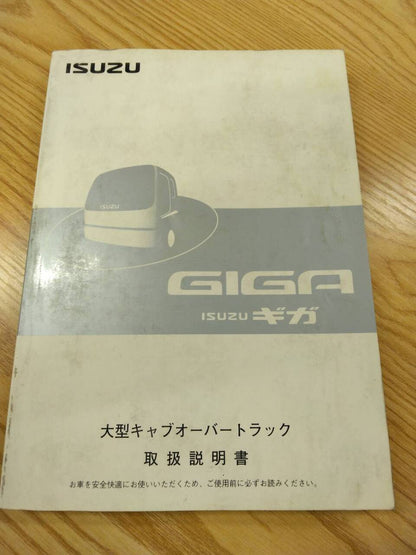 ISUZU
ISUZU
GIGA
ISUZU ギガ
大型キャブオーバートラック
取扱説明書
お車を安全快適にお使いいただくため、ご使用前に必ずお読みください。